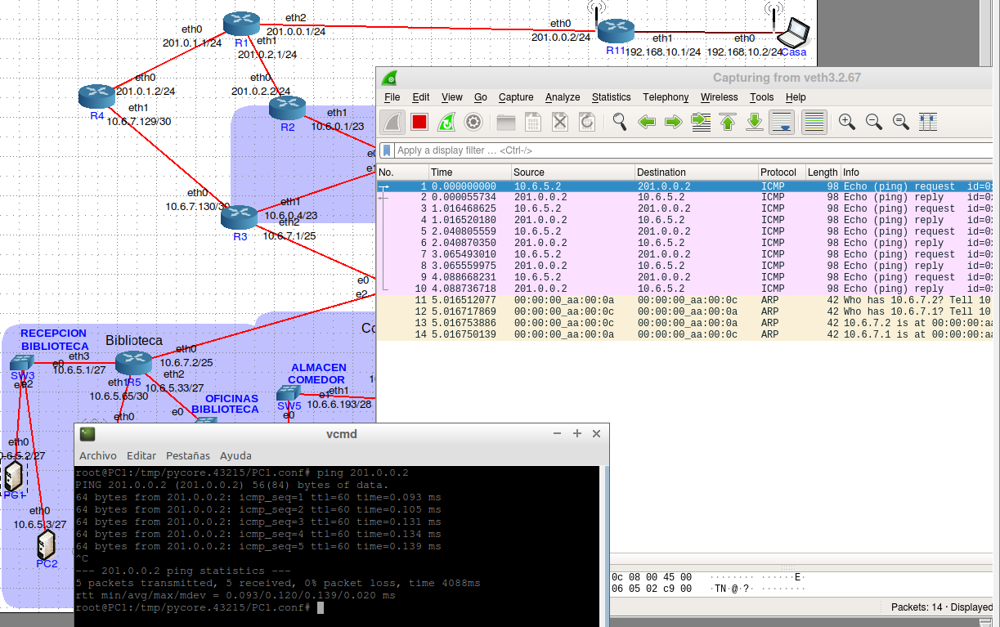 eth2
eth0
201.0.0.1/24
eth0
201.0.1.1/24
R1
eth1
201.0.2.1/24
201.0.0.2/24
R11
eth1
192.168.10.1/24
eth0
192.168.10.2/24
Casa
eth0
201.0.1.2/24
R4
eth1
10.6.7.129/30
eth0
201.0.2.2/24
R2
eth1
10.6.0.1/23
eth0
10.6.7.130/30
R3
eth1
10.6.0.4/23
eth2
10.6.7.1/25
e0
e2
RECEPCION
BIBLIOTECA
Biblioteca
eth3
e0
10.6.5.1/27
SW3
eth0
10.6.7.2/25
eth2
eth1
R5
10.6.5.33/27
10.6.5.65/30
eth0
OFICINAS
BIBLIOTECA
e0
ALMACEN
COMEDOR
eth1
e1
SW5
10.6.6.193/28
e0
eth0
PC1
eth0
10.6.5.3/27
PC2
Capturing from veth3.2.67
File Edit View Go Capture Analyze Statistics Telephony Wireless Tools Help
Apply a display filter … <Ctrl-/>
No. Time Source Destination Protocol Length Info
1 0.000000000 10.6.5.2 201.0.0.2 ICMP 98 Echo (ping) request id=0
2 0.000055734 201.0.0.2 10.6.5.2 ICMP 98 Echo (ping) reply id=0
3 1.016468625 10.6.5.2 201.0.0.2 ICMP 98 Echo (ping) request id=0
4 1.016520180 201.0.0.2 10.6.5.2 ICMP 98 Echo (ping) reply id=0
5 2.040805559 10.6.5.2 201.0.0.2 ICMP 98 Echo (ping) request id=0
6 2.040870350 201.0.0.2 10.6.5.2 ICMP 98 Echo (ping) reply id=0
7 3.065493010 10.6.5.2 201.0.0.2 ICMP 98 Echo (ping) request id=0
8 3.065559975 201.0.0.2 10.6.5.2 ICMP 98 Echo (ping) reply id=0
9 4.088668231 10.6.5.2 201.0.0.2 ICMP 98 Echo (ping) request id=0
10 4.088736718 201.0.0.2 10.6.5.2 ICMP 98 Echo (ping) reply id=0
11 5.016512077 00:00:00_aa:00:0a 00:00:00_aa:00:0c ARP 42 Who has 10.6.7.2? Tell 10
12 5.016717869 00:00:00_aa:00:0c 00:00:00_aa:00:0a ARP 42 Who has 10.6.7.1? Tell 10
13 5.016753886 00:00:00_aa:00:0c 00:00:00_aa:00:0a ARP 42 10.6.7.2 is at 00:00:00:aa
14 5.016750139 00:00:00_aa:00:0a 00:00:00_aa:00:0c ARP 42 10.6.7.1 is at 00:00:00:aa
0c 08 00 45 00 ········ ······E·
06 05 02 c9 00 ·TN·@·?· ········
Packets: 14 · Displayed
vcmd
Archivo Editar Pestañas Ayuda
root@PC1:/tmp/pycore.43215/PC1.conf# ping 201.0.0.2
PING 201.0.0.2 (201.0.0.2) 56(84) bytes of data.
64 bytes from 201.0.0.2: icmp_seq=1 ttl=60 time=0.093 ms
64 bytes from 201.0.0.2: icmp_seq=2 ttl=60 time=0.105 ms
64 bytes from 201.0.0.2: icmp_seq=3 ttl=60 time=0.131 ms
64 bytes from 201.0.0.2: icmp_seq=4 ttl=60 time=0.134 ms
64 bytes from 201.0.0.2: icmp_seq=5 ttl=60 time=0.139 ms
^C
--- 201.0.0.2 ping statistics ---
5 packets transmitted, 5 received, 0% packet loss, time 4088ms
rtt min/avg/max/mdev = 0.093/0.120/0.139/0.020 ms
root@PC1:/tmp/pycore.43215/PC1.conf#